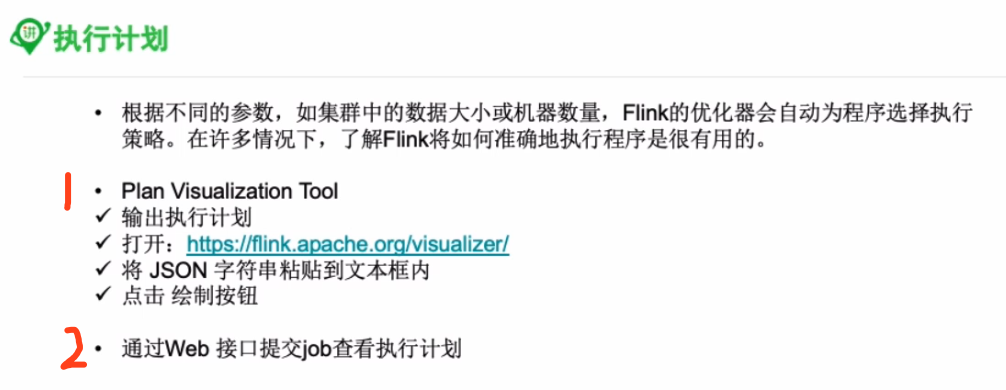 讲 执行计划
• 根据不同的参数，如集群中的数据大小或机器数量，Flink的优化器会自动为程序选择执行
策略。在许多情况下，了解Flink将如何准确地执行程序是很有用的。
1 • Plan Visualization Tool
✓ 输出执行计划
✓ 打开：https://flink.apache.org/visualizer/
✓ 将 JSON 字符串粘贴到文本框内
✓ 点击 绘制按钮
2 • 通过Web 接口提交job查看执行计划